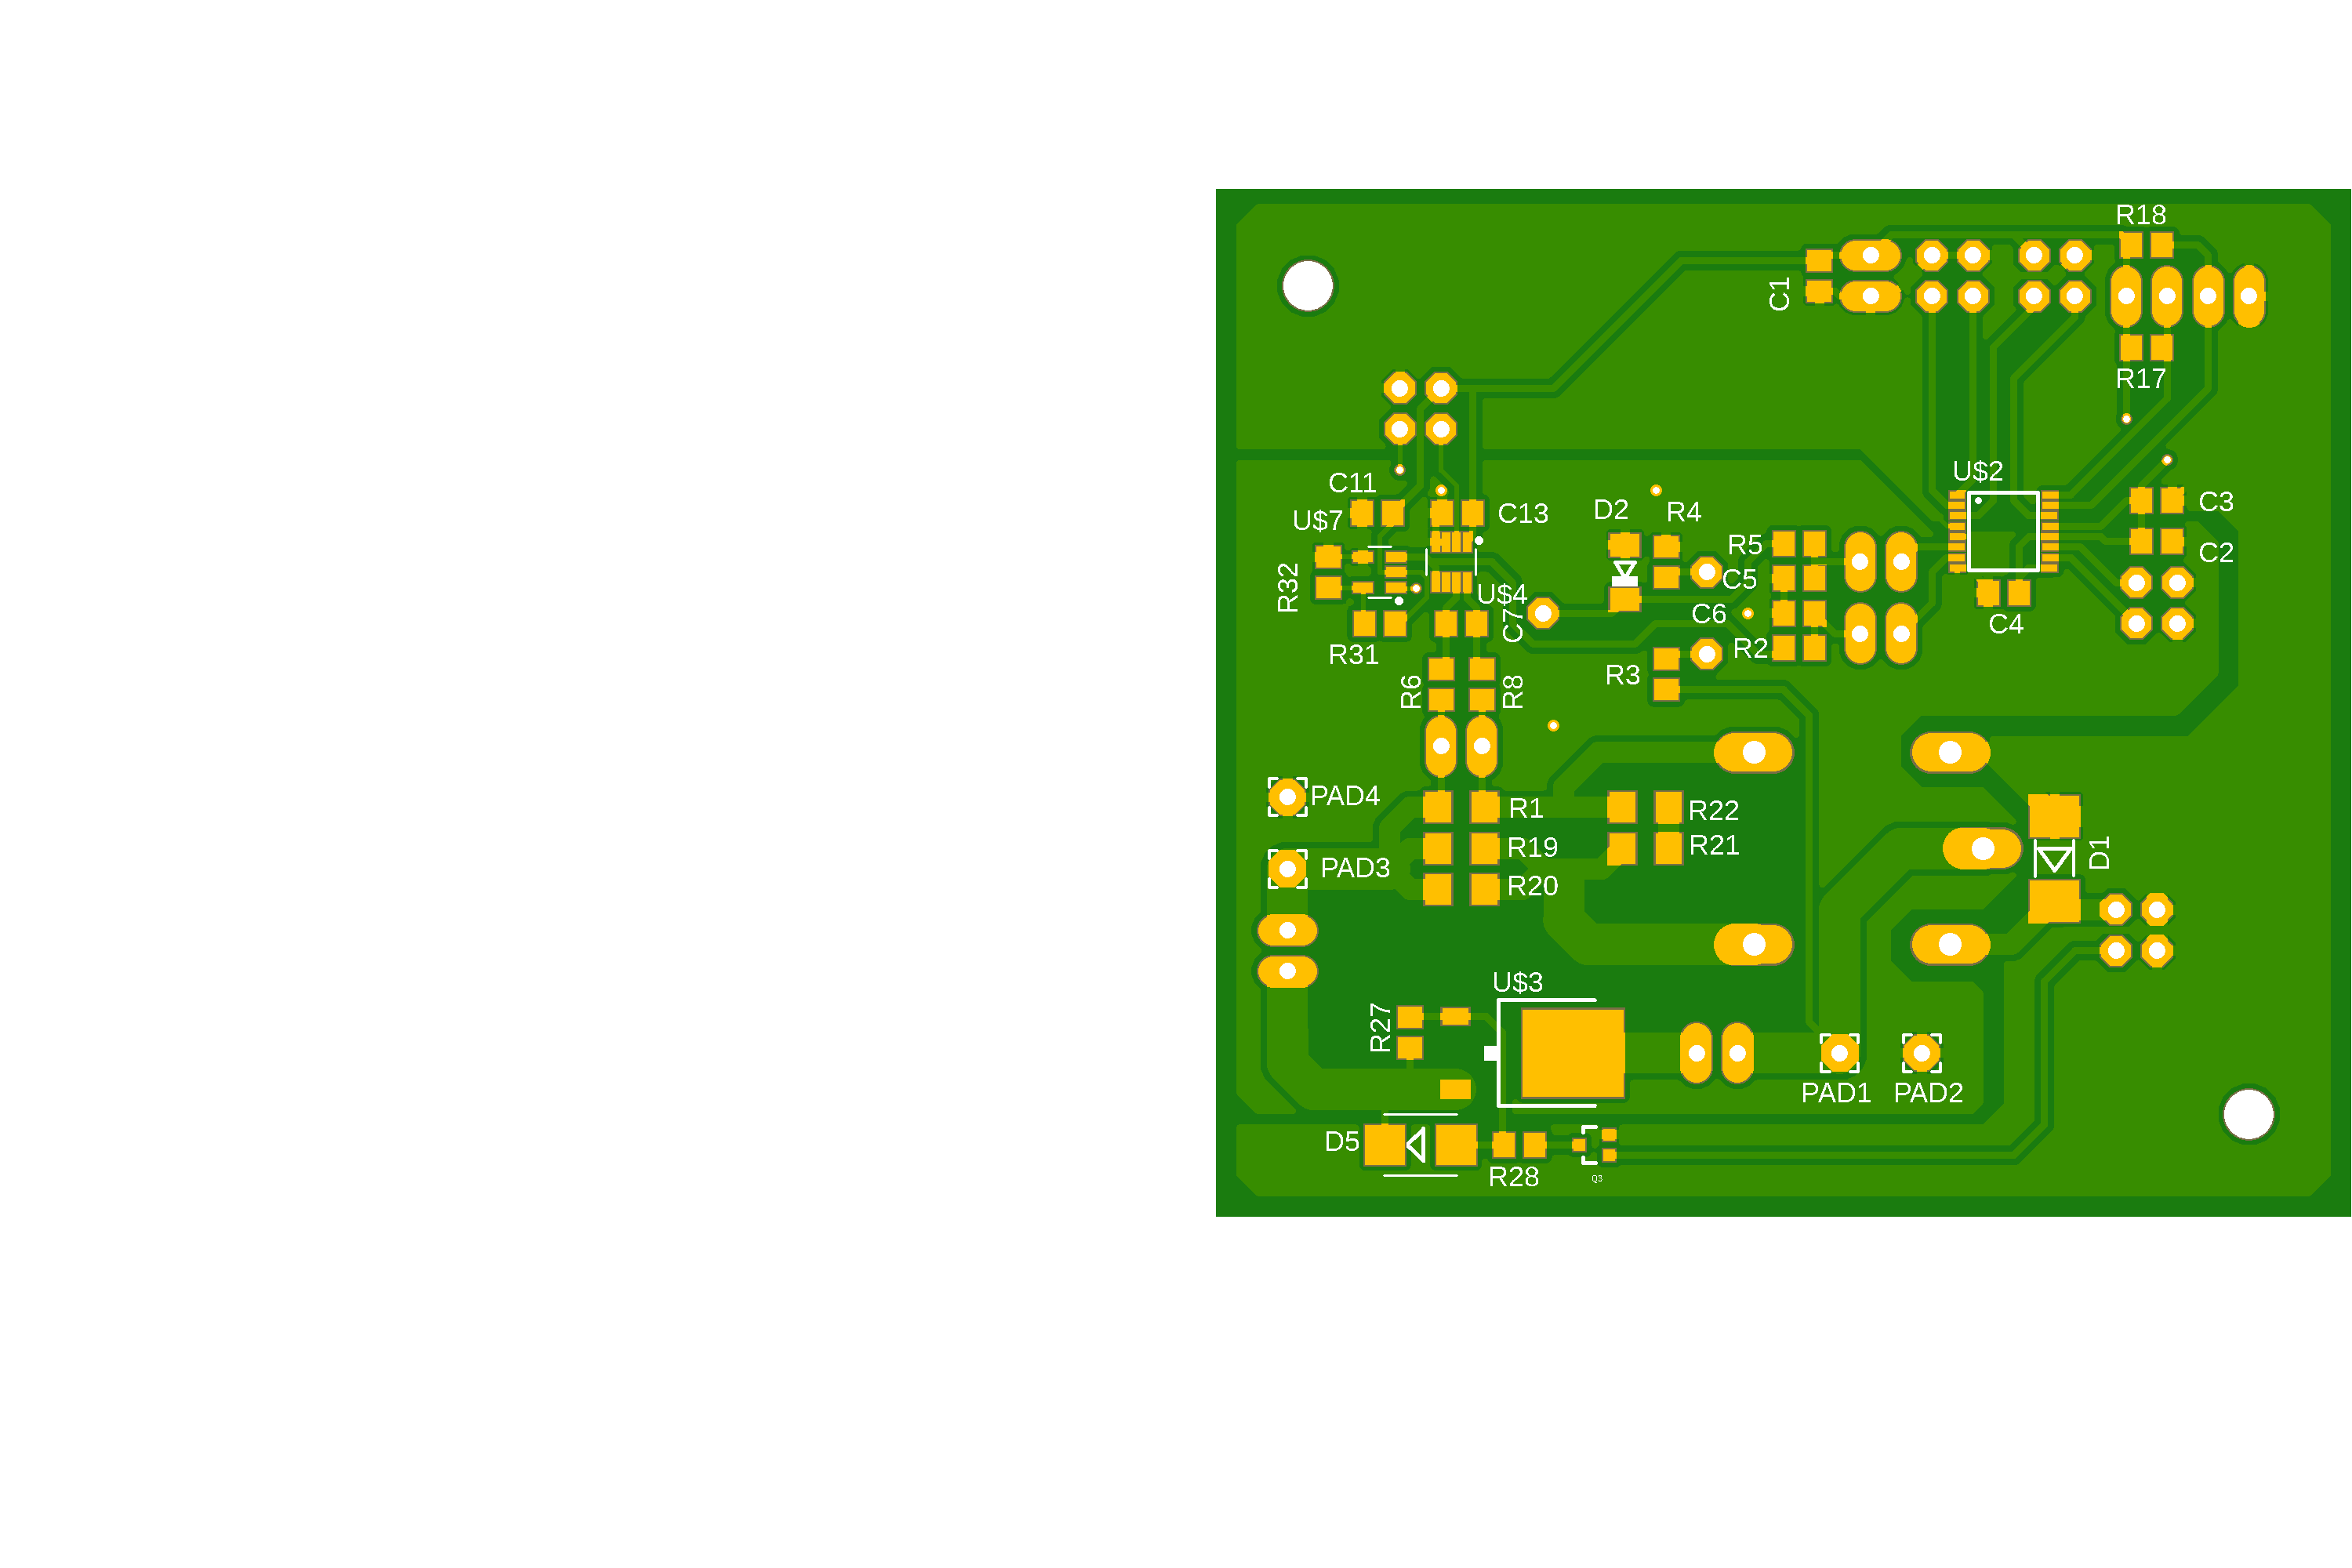 R18
C1
R17
U$2
C11
C3
D2
R4
C13
U$7
R5
C2
C5
R32
U$4
C6
C7
C4
R2
R31
R3
R6
R8
PAD4
R1
R22
R21
R19
D1
PAD3
R20
U$3
R27
PAD1
PAD2
D5
R28
Q3